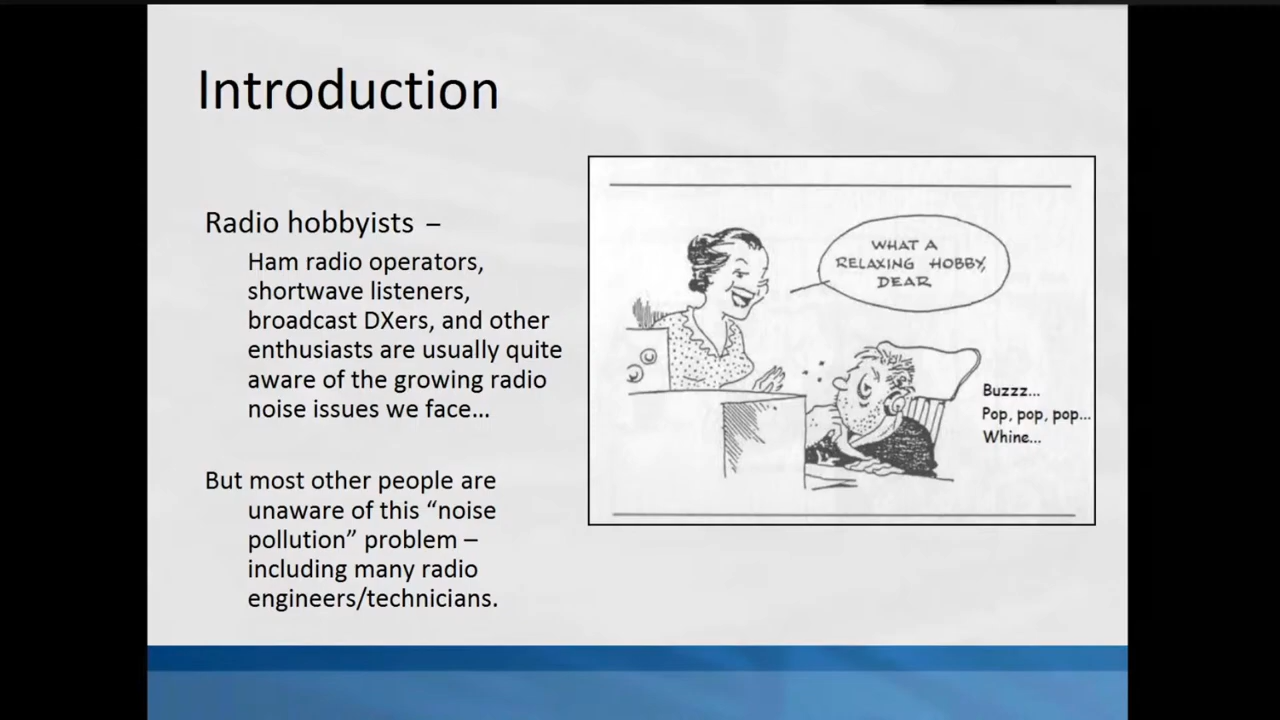 Introduction
Radio hobbyists –
Ham radio operators,
shortwave listeners,
broadcast DXers, and other
enthusiasts are usually quite
aware of the growing radio
noise issues we face...
But most other people are
unaware of this “noise
pollution” problem –
including many radio
engineers/technicians.
WHAT A
RELAXING HOBBY,
DEAR
Buzzz...
Pop, pop, pop...
Whine...